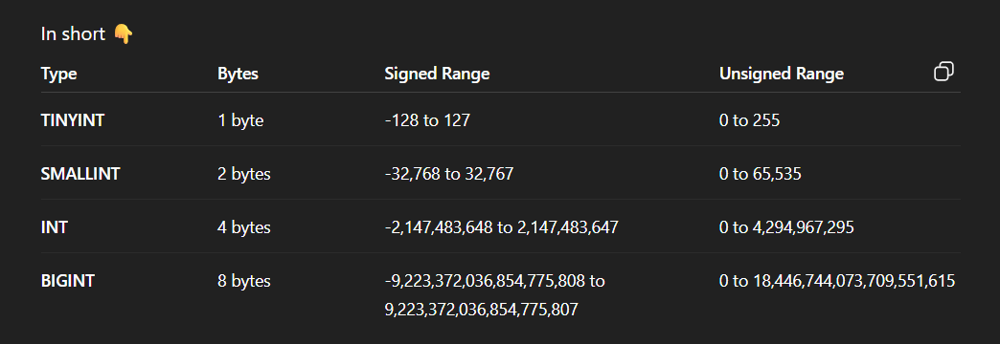 In short 👇
Type Bytes Signed Range Unsigned Range
TINYINT 1 byte -128 to 127 0 to 255
SMALLINT 2 bytes -32,768 to 32,767 0 to 65,535
INT 4 bytes -2,147,483,648 to 2,147,483,647 0 to 4,294,967,295
BIGINT 8 bytes -9,223,372,036,854,775,808 to 0 to 18,446,744,073,709,551,615
9,223,372,036,854,775,807